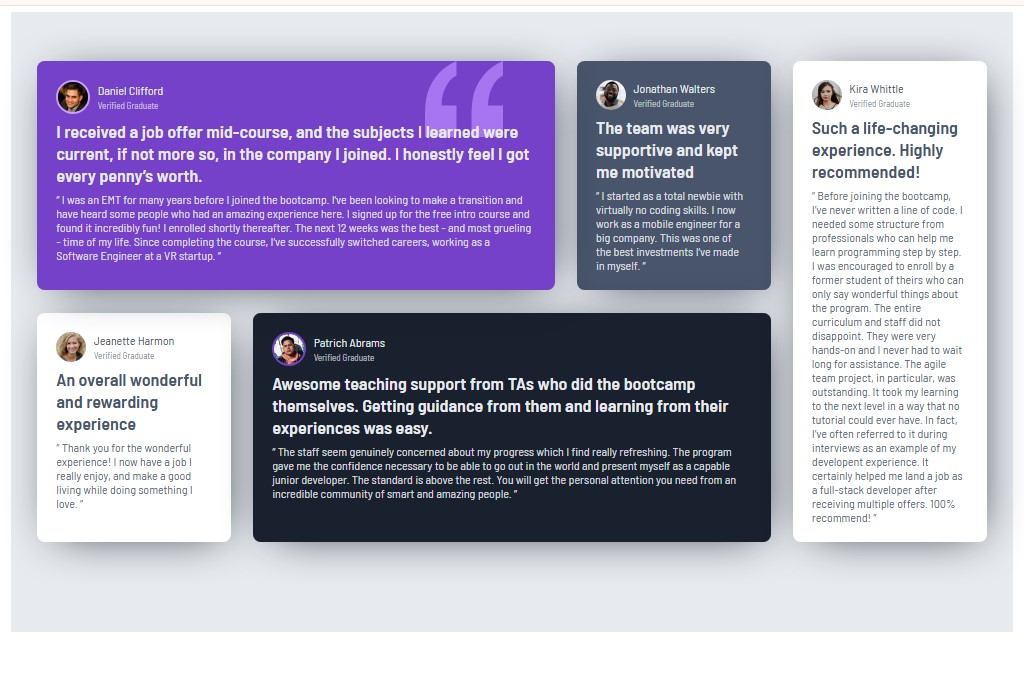 Daniel Clifford
Verified Graduate
I received a job offer mid-course, and the subjects I learned were
current, if not more so, in the company I joined. I honestly feel I got
every penny’s worth.
“ I was an EMT for many years before I joined the bootcamp. I’ve been looking to make a transition and
have heard some people who had an amazing experience here. I signed up for the free intro course and
found it incredibly fun! I enrolled shortly thereafter. The next 12 weeks was the best - and most grueling
- time of my life. Since completing the course, I’ve successfully switched careers, working as a
Software Engineer at a VR startup. ”
Jonathan Walters
Verified Graduate
The team was very
supportive and kept
me motivated
“ I started as a total newbie with
virtually no coding skills. I now
work as a mobile engineer for a
big company. This was one of
the best investments I’ve made
in myself. ”
Kira Whittle
Verified Graduate
Such a life-changing
experience. Highly
recommended!
“ Before joining the bootcamp,
I’ve never written a line of code. I
needed some structure from
professionals who can help me
learn programming step by step.
I was encouraged to enroll by a
former student of theirs who can
only say wonderful things about
the program. The entire
curriculum and staff did not
disappoint. They were very
hands-on and I never had to wait
long for assistance. The agile
team project, in particular, was
outstanding. It took my learning
to the next level in a way that no
tutorial could ever have. In fact,
I’ve often referred to it during
interviews as an example of my
developent experience. It
certainly helped me land a job as
a full-stack developer after
receiving multiple offers. 100%
recommend! ”
Jeanette Harmon
Verified Graduate
An overall wonderful
and rewarding
experience
“ Thank you for the wonderful
experience! I now have a job I
really enjoy, and make a good
living while doing something I
love. ”
Patrich Abrams
Verified Graduate
Awesome teaching support from TAs who did the bootcamp
themselves. Getting guidance from them and learning from their
experiences was easy.
“ The staff seem genuinely concerned about my progress which I find really refreshing. The program
gave me the confidence necessary to be able to go out in the world and present myself as a capable
junior developer. The standard is above the rest. You will get the personal attention you need from an
incredible community of smart and amazing people. ”